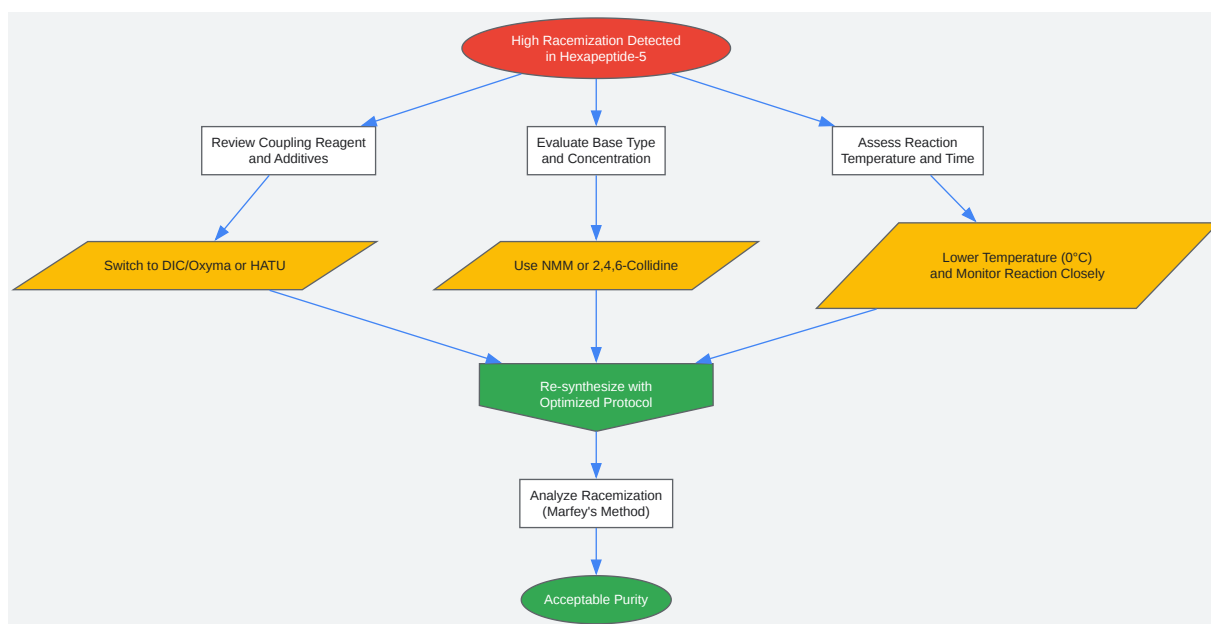 High Racemization Detected
in Hexapeptide-5
Review Coupling Reagent
and Additives
Evaluate Base Type
and Concentration
Assess Reaction
Temperature and Time
Switch to DIC/Oxyma or HATU
Use NMM or 2,4,6-Collidine
Lower Temperature (0°C)
and Monitor Reaction Closely
Re-synthesize with
Optimized Protocol
Analyze Racemization
(Marfey's Method)
Acceptable Purity